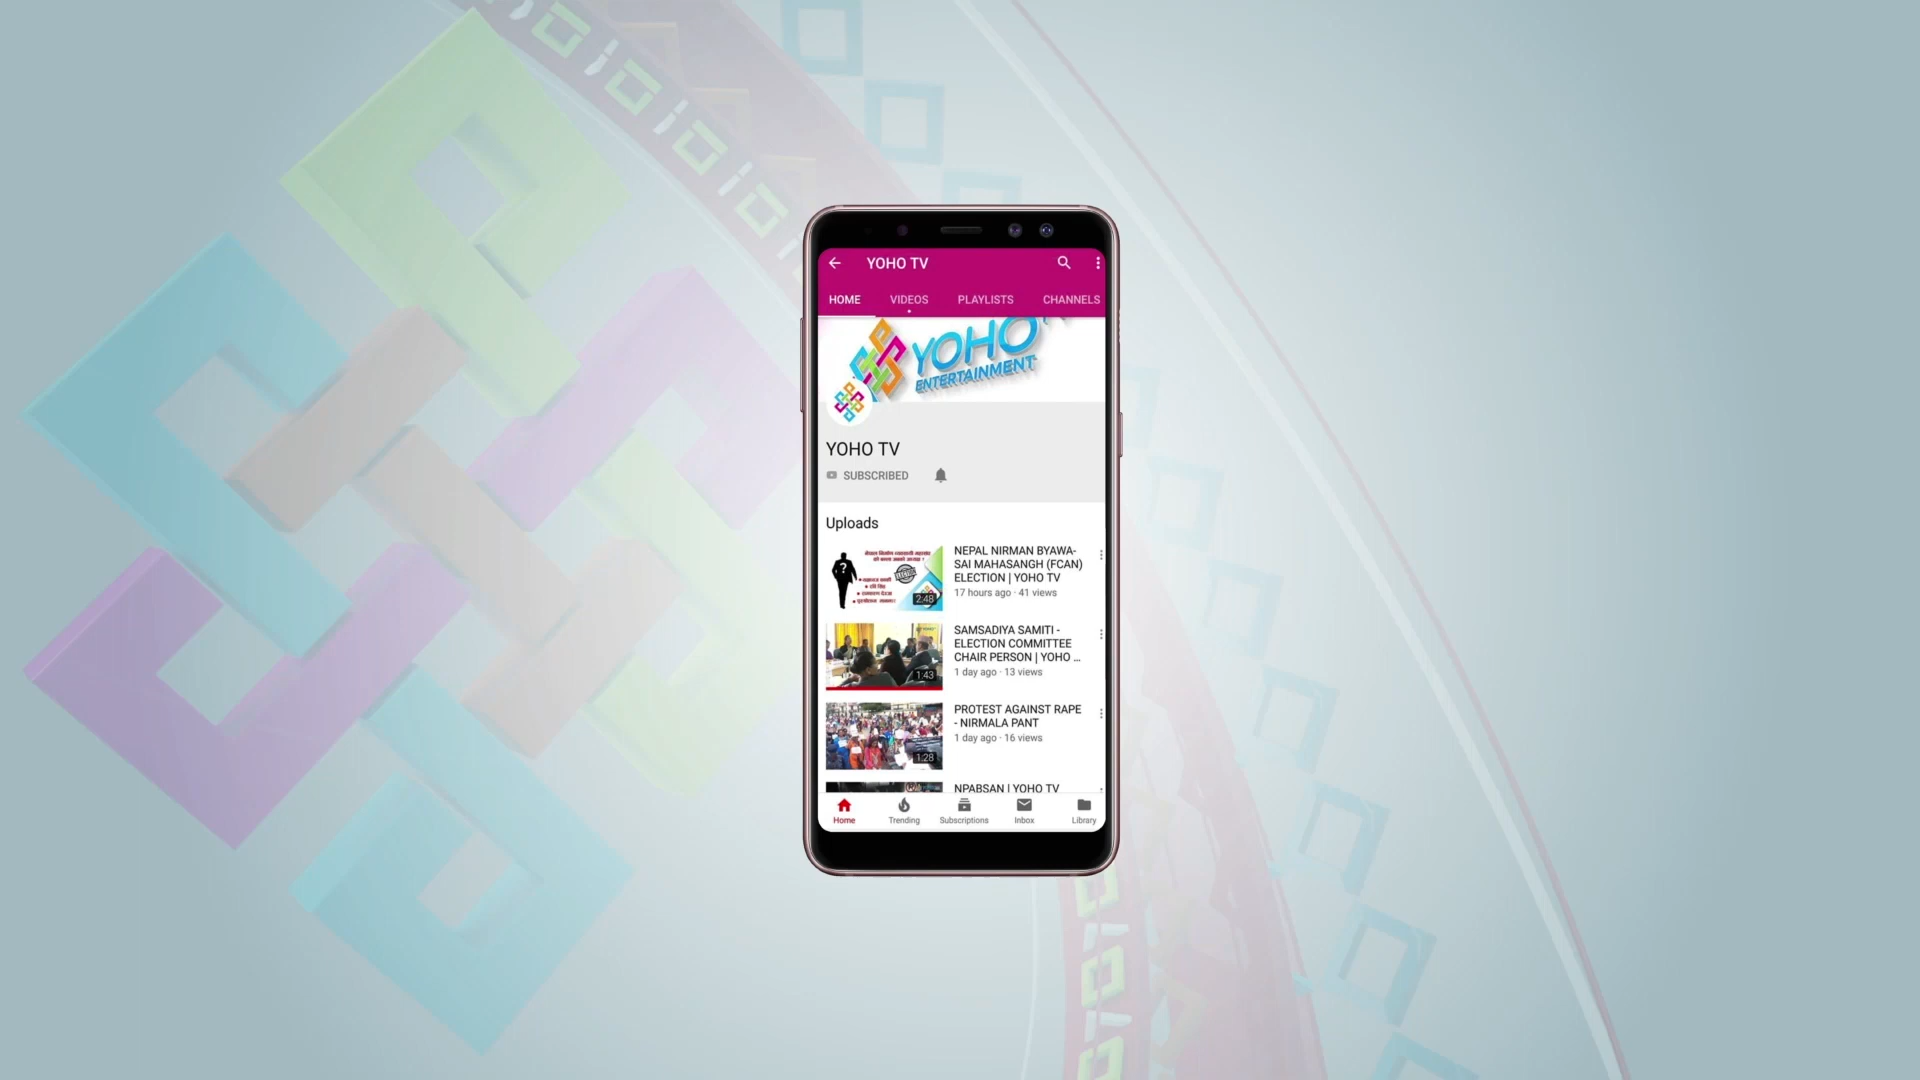 YOHO TV
HOME VIDEOS PLAYLISTS CHANNELS
YOHO
ENTERTAINMENT
YOHO TV
SUBSCRIBED
Uploads
NEPAL NIRMAN BYAWA-
SAI MAHASANGH (FCAN)
ELECTION | YOHO TV
17 hours ago · 41 views
?
2:48
SAMSADIYA SAMITI -
ELECTION COMMITTEE
CHAIR PERSON | YOHO ...
1 day ago · 13 views
1:43
PROTEST AGAINST RAPE
- NIRMALA PANT
1 day ago · 16 views
1:28
NPABSAN | YOHO TV
Home Trending Subscriptions Inbox Library